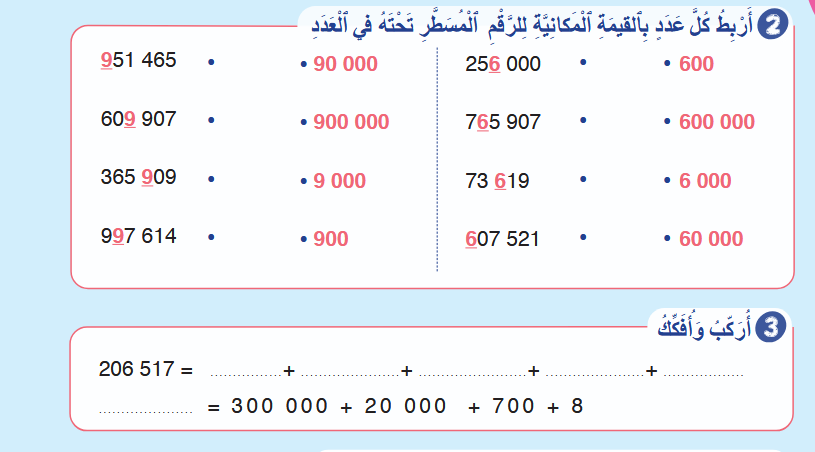 2 أَرْبِطُ كُلَّ عَدَدٍ بِٱلقيمَةِ ٱلْمَكانِيَّةِ لِلرَّقْمِ ٱلْمُسَطَّرِ تَحْتَهُ في ٱلْعَدَدِ
951 465 • • 90 000 256 000 • • 600
609 907 • • 900 000 765 907 • • 600 000
365 909 • • 9 000 73 619 • • 6 000
997 614 • • 900 607 521 • • 60 000
3 أُرَكِّبُ وَأُفَكِّكُ
206 517 = ................+ ......................+ ........................+ ......................+ ..................
..................... = 300 000 + 20 000 + 700 + 8